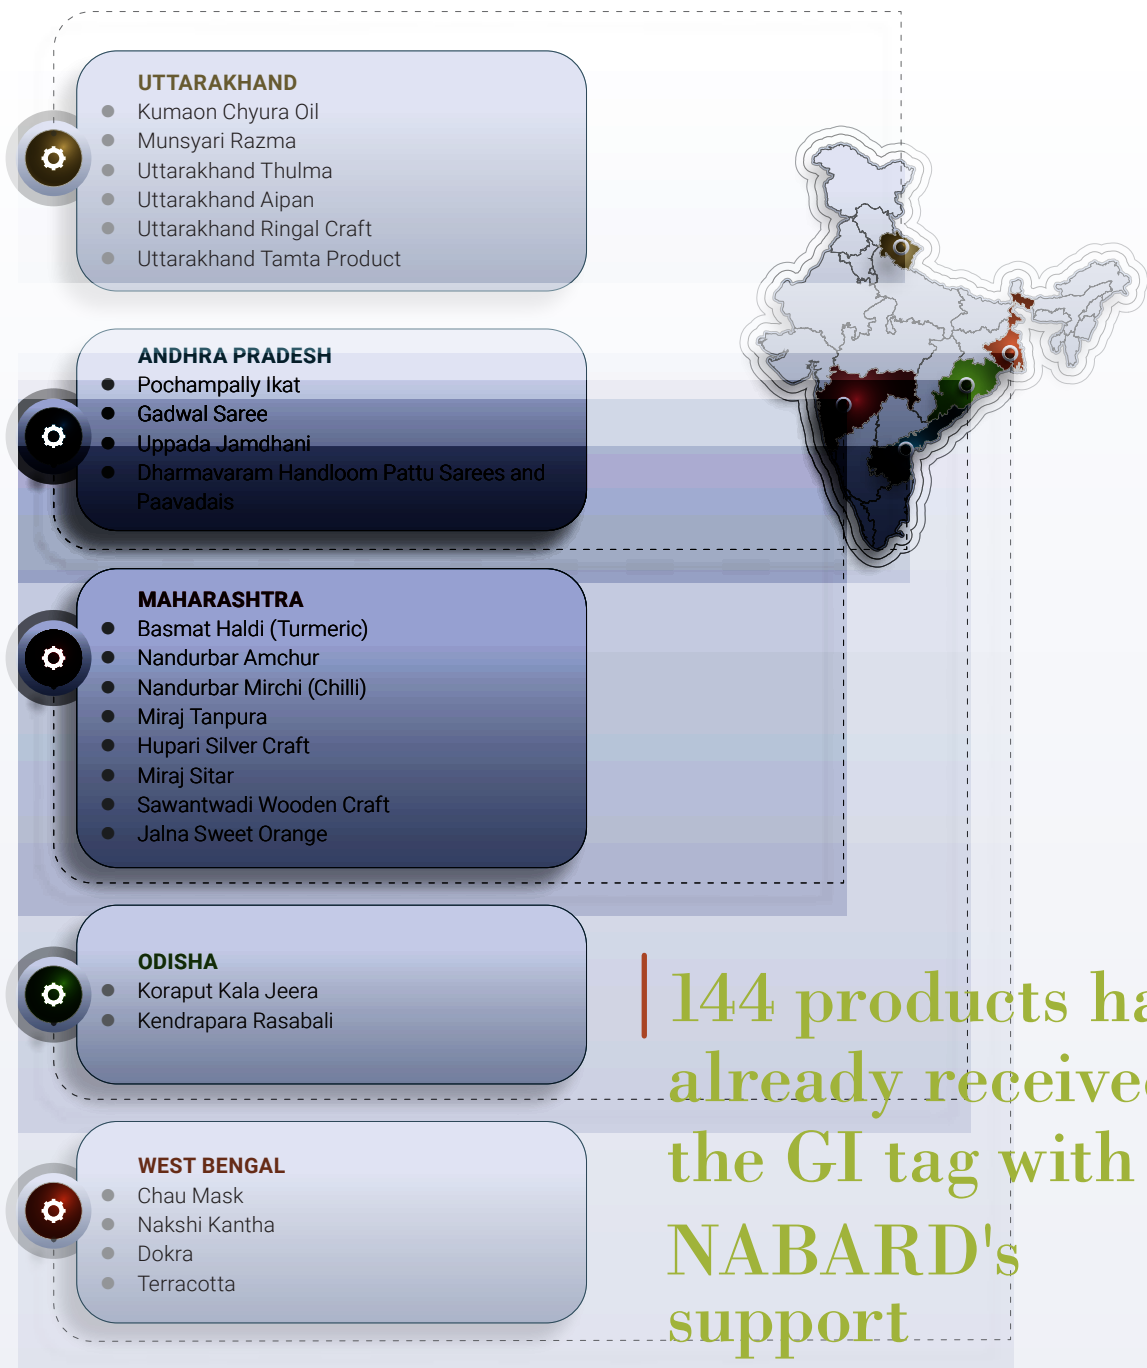 UTTARAKHAND
Kumaon Chyura Oil
Munsyari Razma
Uttarakhand Thulma
Uttarakhand Aipan
Uttarakhand Ringal Craft
Uttarakhand Tamta Product
ANDHRA PRADESH
Pochampally Ikat
Gadwal Saree
Uppada Jamdhani
Dharmavaram Handloom Pattu Sarees and
Paavadais
MAHARASHTRA
Basmat Haldi (Turmeric)
Nandurbar Amchur
Nandurbar Mirchi (Chilli)
Miraj Tanpura
Hupari Silver Craft
Miraj Sitar
Sawantwadi Wooden Craft
Jalna Sweet Orange
ODISHA
Koraput Kala Jeera
Kendrapara Rasabali
WEST BENGAL
Chau Mask
Nakshi Kantha
Dokra
Terracotta
144 products ha
already receive
the GI tag with
NABARD's
support